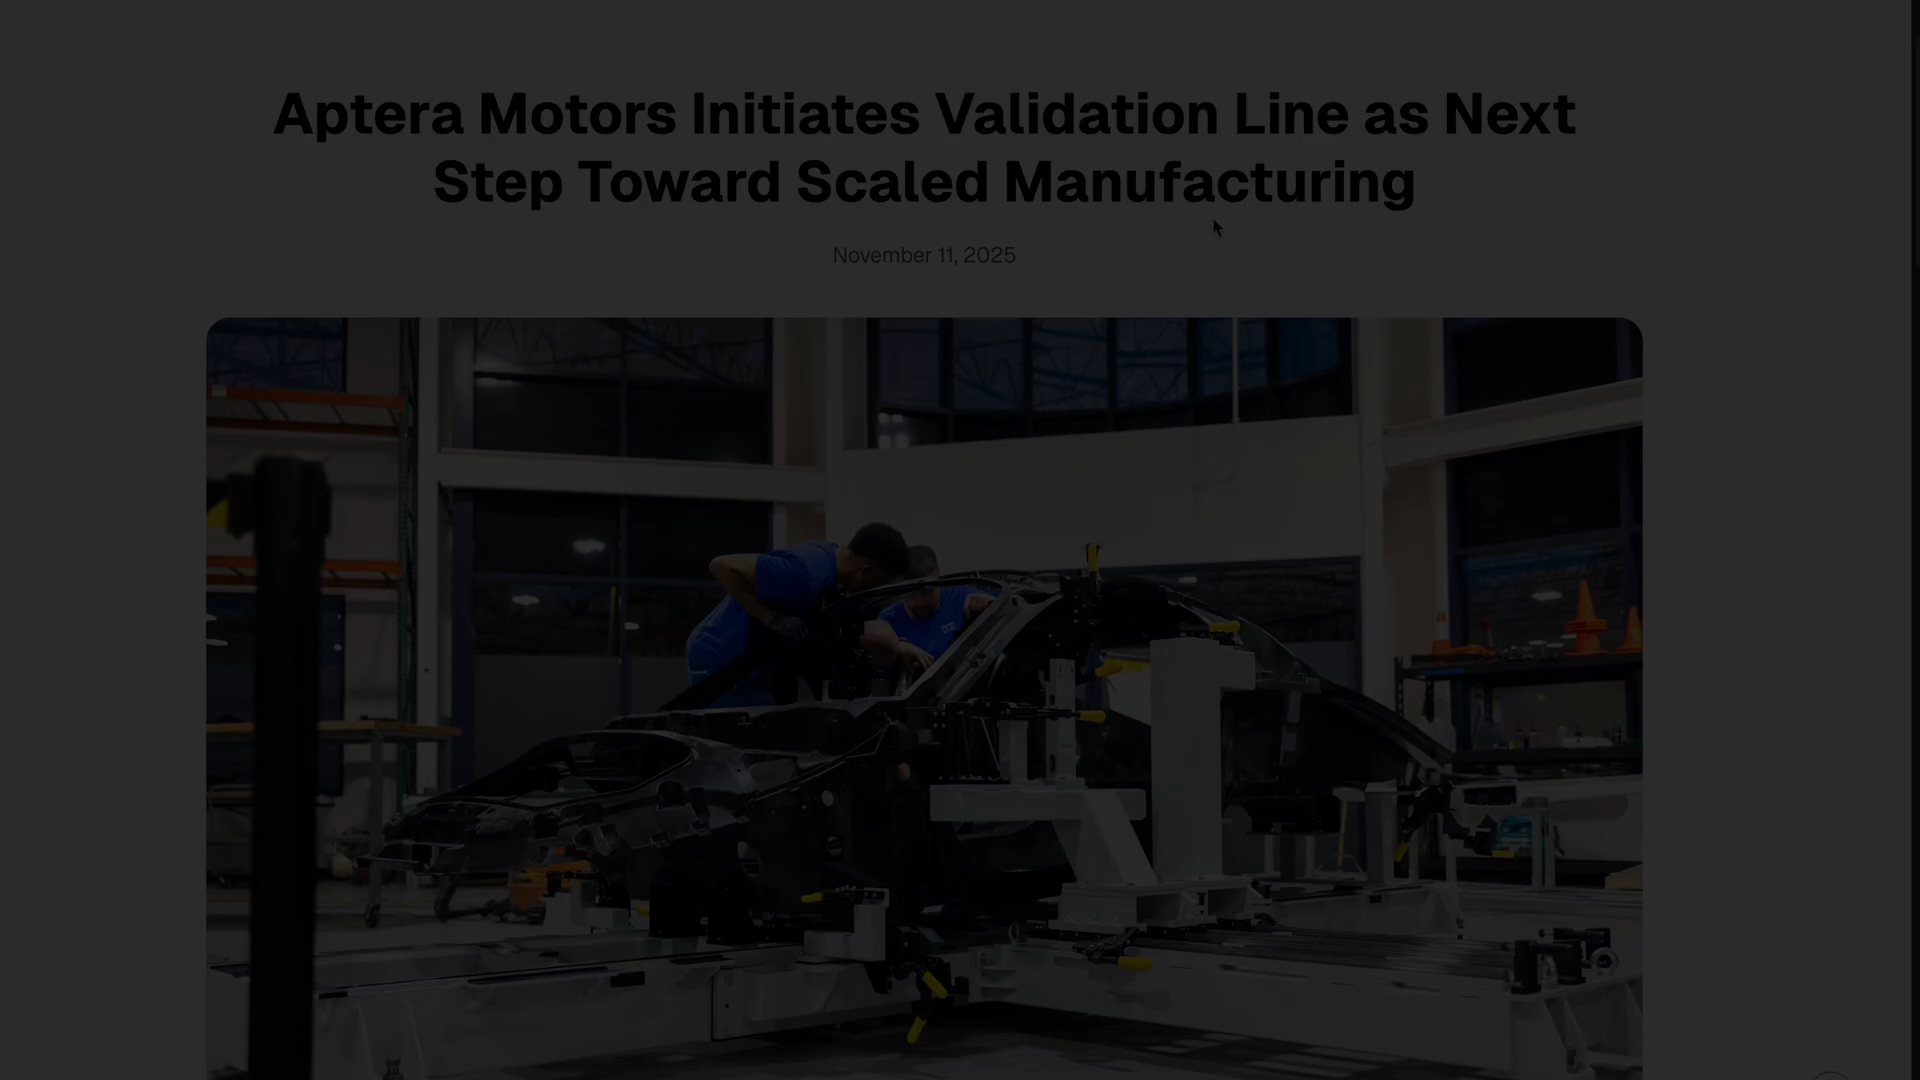 Aptera Motors Initiates Validation Line as Next
Step Toward Scaled Manufacturing
November 11, 2025